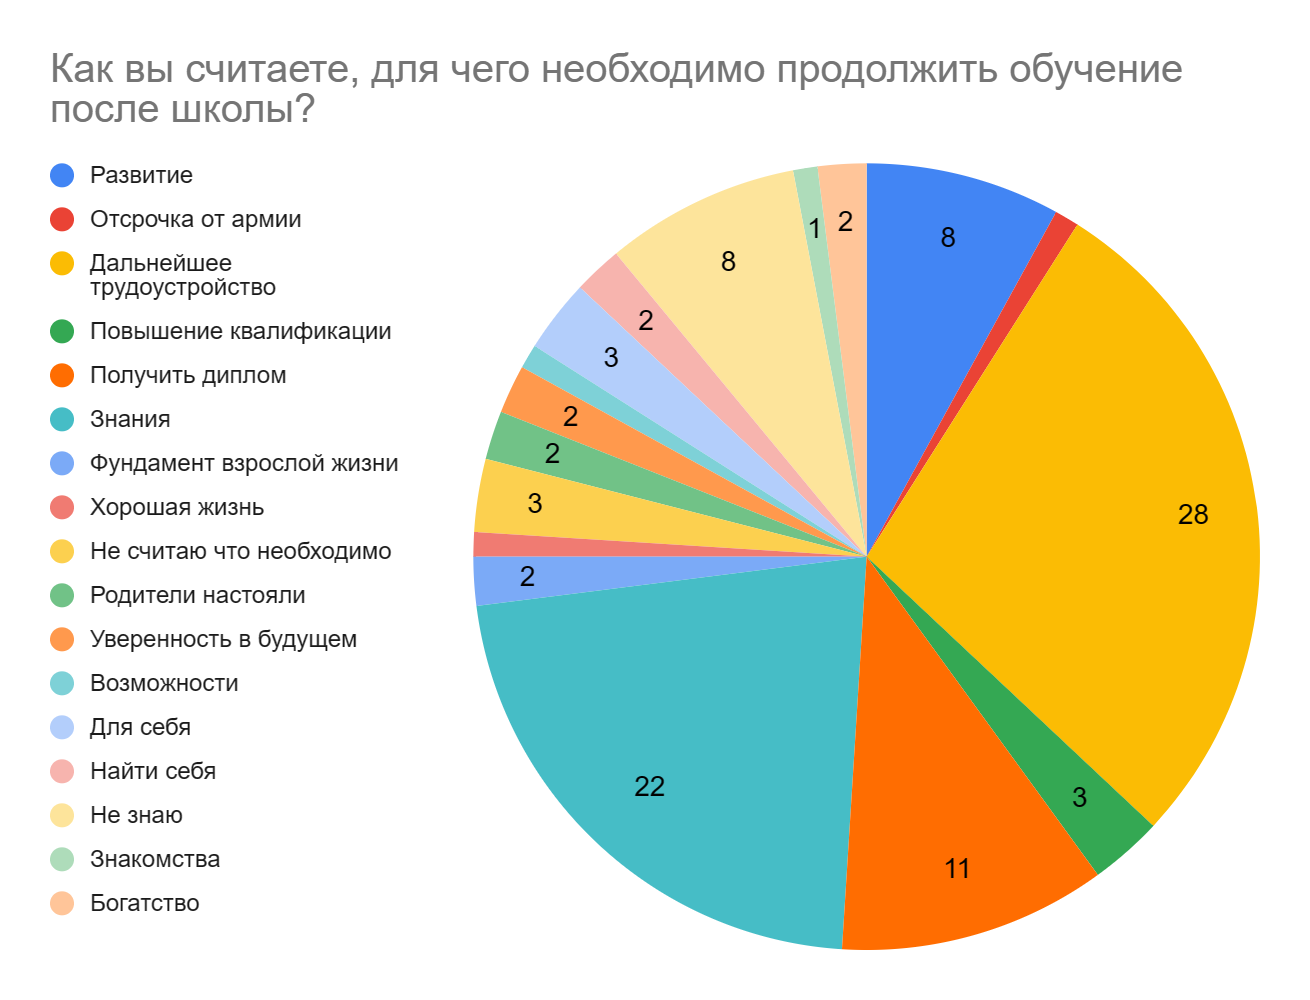 Как вы считаете, для чего необходимо продолжить обучение
после школы?
Развитие
Отсрочка от армии
Дальнейшее
трудоустройство
Повышение квалификации
Получить диплом
Знания
Фундамент взрослой жизни
Хорошая жизнь
Не считаю что необходимо
Родители настояли
Уверенность в будущем
Возможности
Для себя
Найти себя
Не знаю
Знакомства
Богатство
8
28
3
11
22
2
3
2
2
3
2
8
1
2